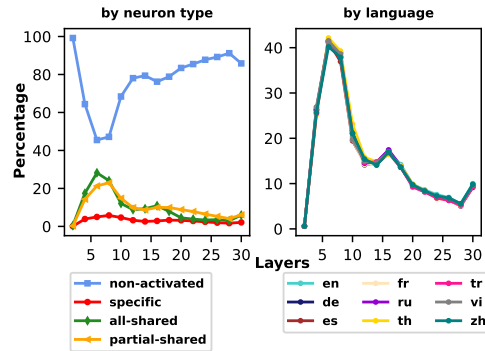 by neuron type
by language
Percentage
100
80
60
40
20
0
5 10 15 20 25 30
40
30
20
10
0
5 10 15 20 25 30
Layers
non-activated
specific
all-shared
partial-shared
en fr tr
de ru vi
es th zh